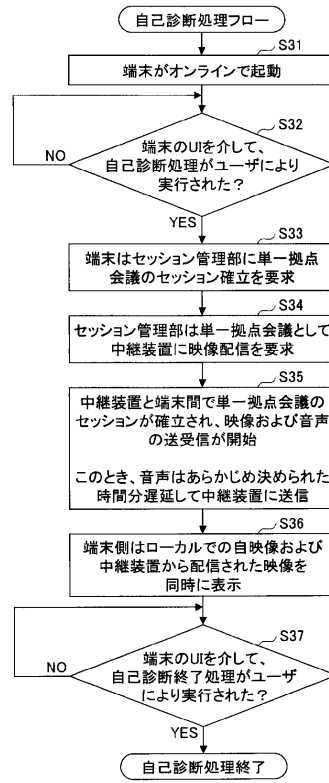 自己診断処理フロー
S31
端末がオンラインで起動
S32
端末のUIを介して、
自己診断処理がユーザにより
実行された?
NO
YES
S33
端末はセッション管理部に単一拠点
会議のセッション確立を要求
S34
セッション管理部は単一拠点会議として
中継装置に映像配信を要求
S35
中継装置と端末間で単一拠点会議の
セッションが確立され、映像および音声
の送受信が開始
このとき、音声はあらかじめ決められた
時間分遅延して中継装置に送信
S36
端末側はローカルでの自映像および
中継装置から配信された映像を
同時に表示
S37
端末のUIを介して、
自己診断終了処理がユーザ
により実行された?
NO
YES
自己診断処理終了